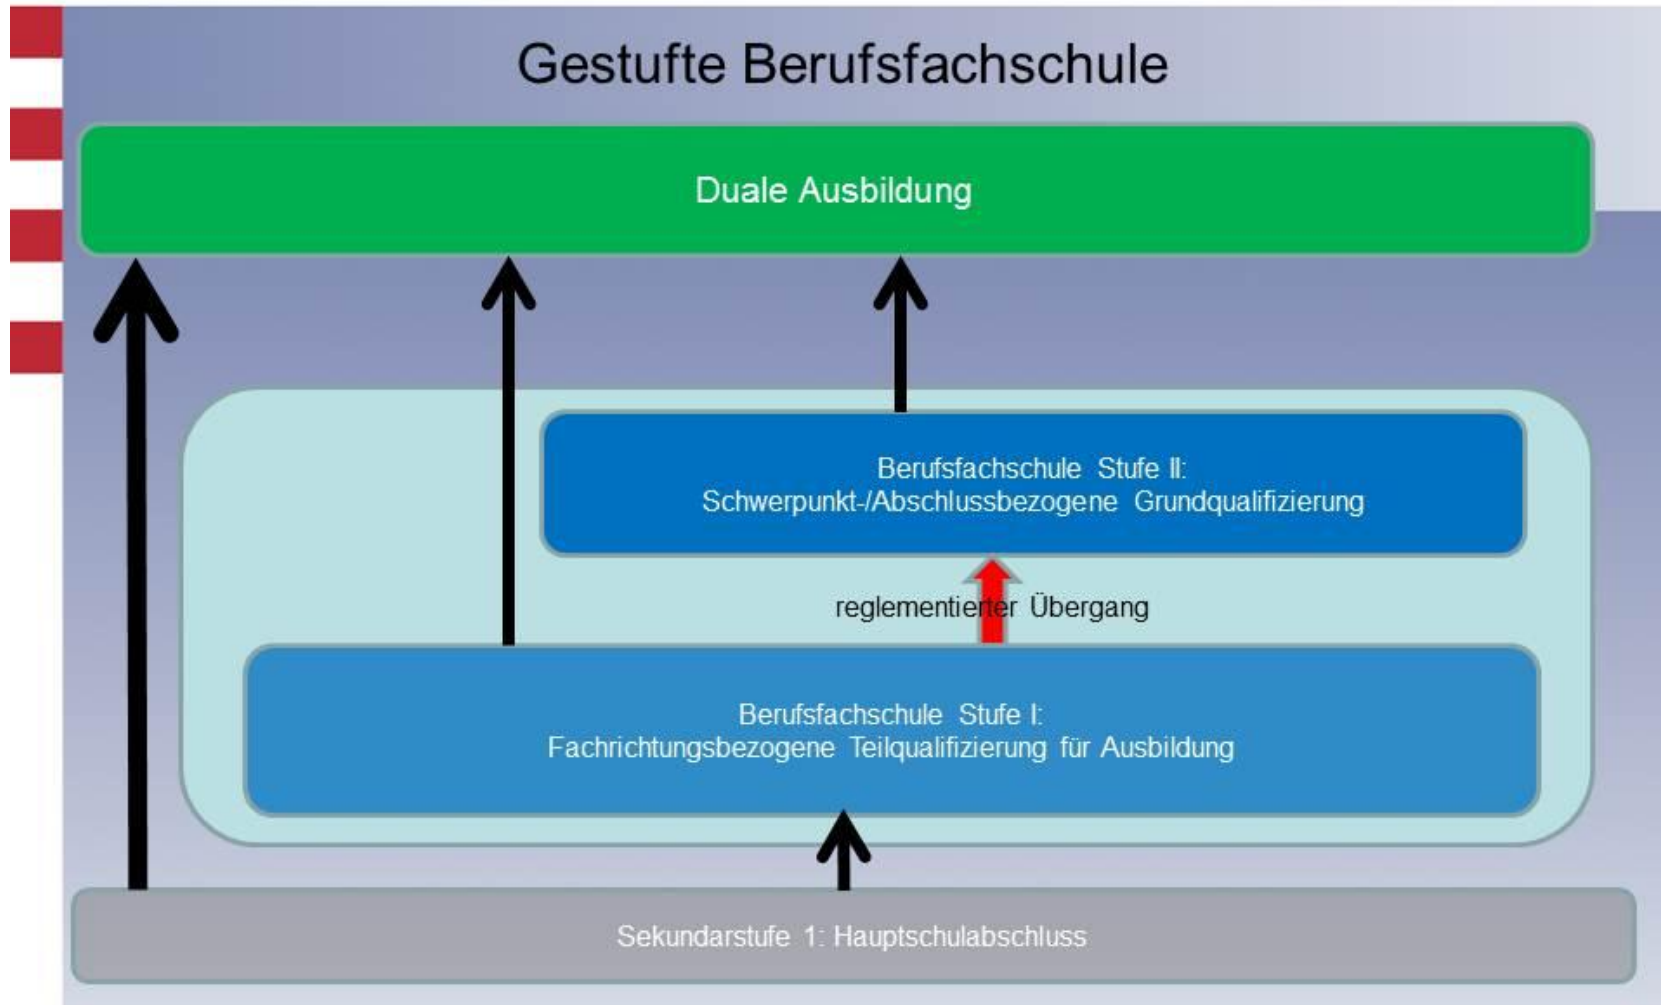 Gestufte Berufsfachschule
Duale Ausbildung
Berufsfachschule Stufe II:
Schwerpunkt-/Abschlussbezogene Grundqualifizierung
reglementierter Übergang
Berufsfachschule Stufe I:
Fachrichtungsbezogene Teilqualifizierung für Ausbildung
Sekundarstufe 1: Hauptschulabschluss